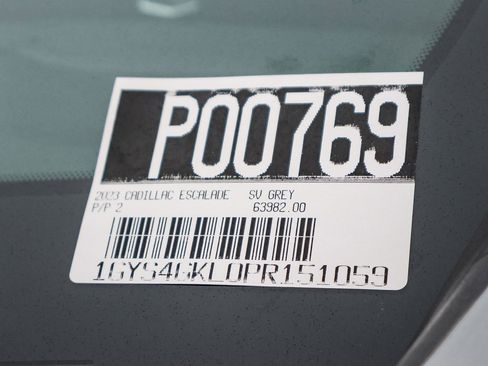 P00769
2023 CADILLAC ESCALADE SV GREY
P/P 2 63982.00
1GYS4GKL0PR151059